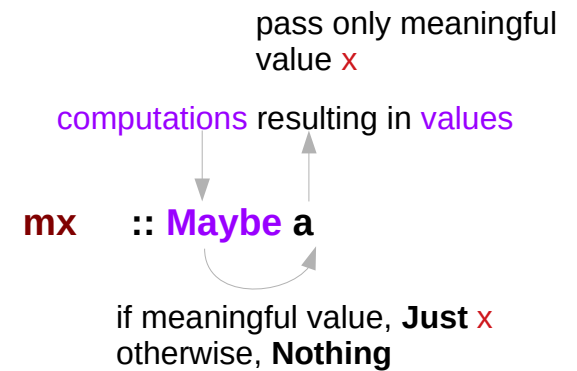 pass only meaningful
value x
computations resulting in values
mx :: Maybe a
if meaningful value, Just x
otherwise, Nothing